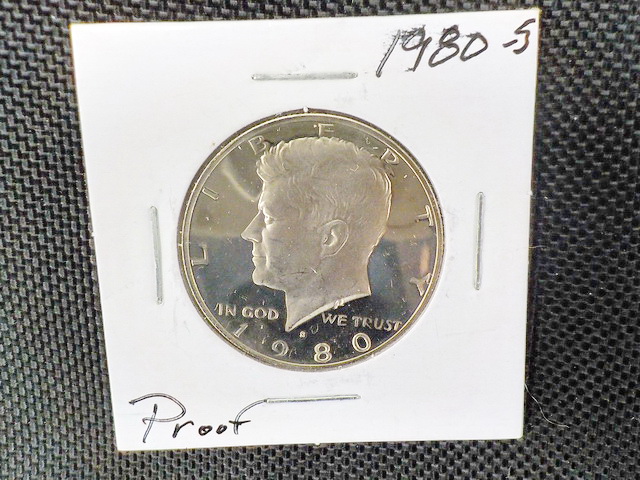 1980-S
LIBERTY
IN GOD WE TRUST
S
1980
Proof